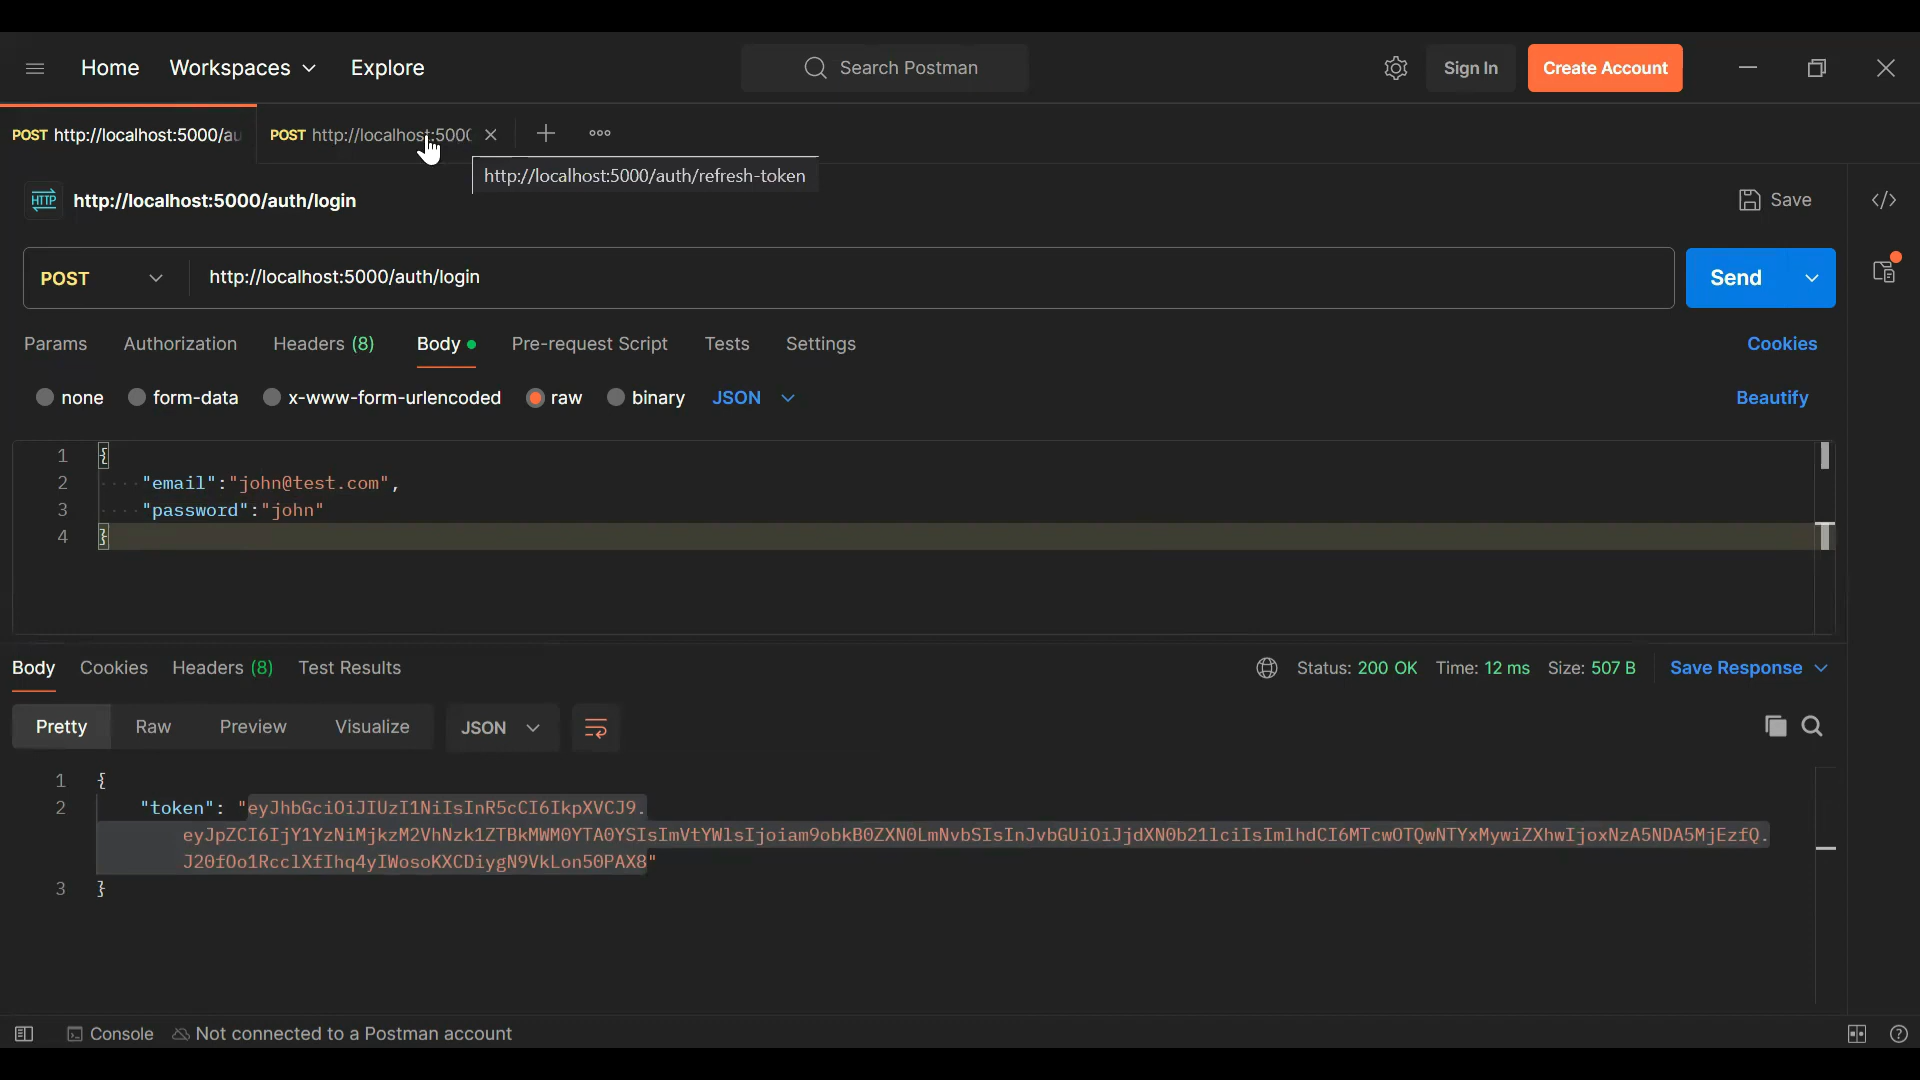 Home Workspaces Explore Search Postman Sign In Create Account
POST http://localhost:5000/au POST http://localhost:5000 ooo
http://localhost:5000/auth/refresh-token
HTTP http://localhost:5000/auth/login Save </>
POST http://localhost:5000/auth/login Send
Params Authorization Headers (8) Body Pre-request Script Tests Settings Cookies
none form-data x-www-form-urlencoded raw binary JSON Beautify
1 {
2 "email":"john@test.com",
3 "password":"john"
4 }
Body Cookies Headers (8) Test Results Status: 200 OK Time: 12 ms Size: 507 B Save Response
Pretty Raw Preview Visualize JSON
1 {
2 "token": "eyJhbGciOiJIUzI1NiIsInR5cCI6IkpXVCJ9.
eyJpZCI6IjY1YzNiMjkzM2VhNzk1ZTBkMWM0YTA0YSIsImVtYWlsIjoiam9obkB0ZXN0LmNvbSIsInJvbGUiOiJjdXN0b21lciIsImlhdCI6MTcwOTQwNTYxMywiZXhwIjoxNzA5NDA5MjEzfQ.
J20fOo1RcclXfIhq4yIWosoKXCDiygN9VkLon50PAX8"
3 }
Console Not connected to a Postman account